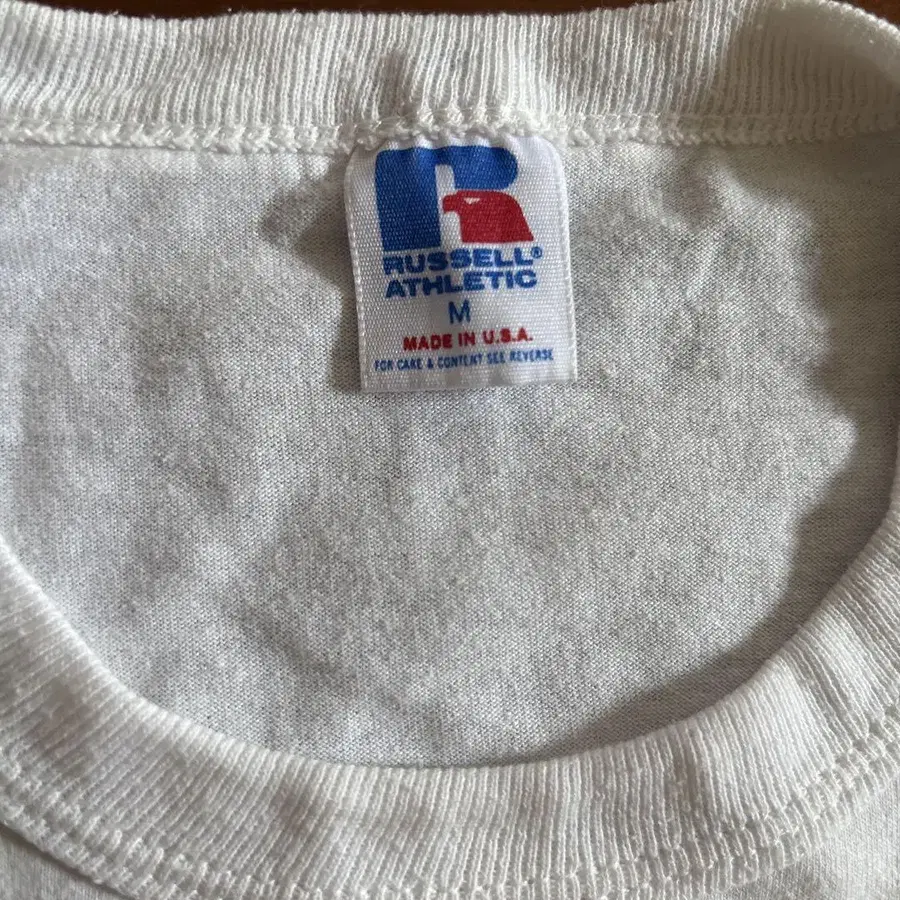 R
RUSSELL®
ATHLETIC
M
MADE IN U.S.A.
FOR CARE & CONTENT SEE REVERSE